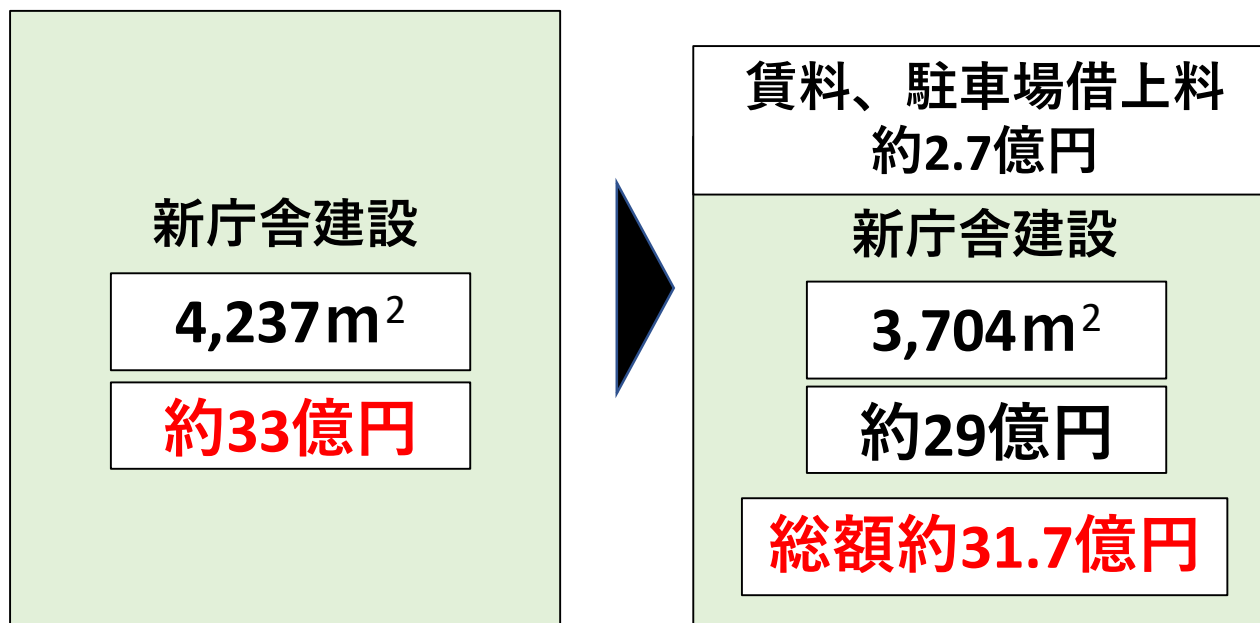 新庁舎建設
4,237ｍ²
約33億円
賃料、駐車場借上料
約2.7億円
新庁舎建設
3,704ｍ²
約29億円
総額約31.7億円